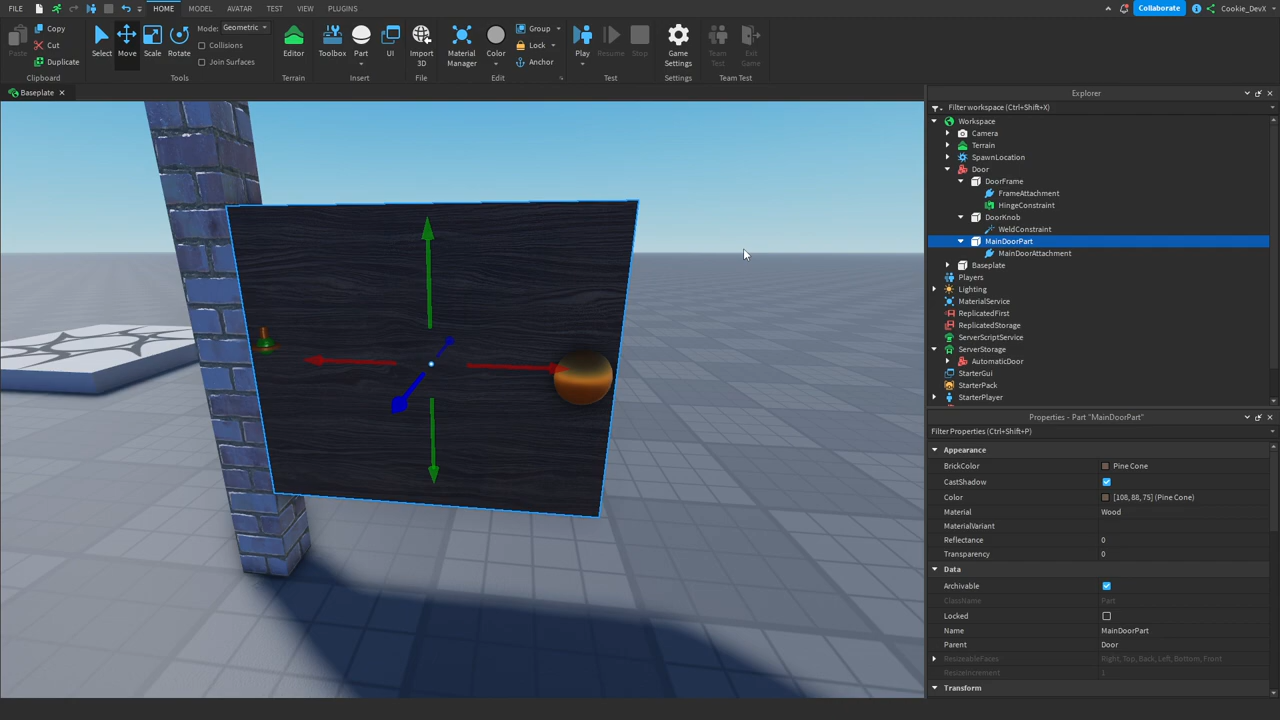 FILE HOME MODEL AVATAR TEST VIEW PLUGINS Collaborate Cookie_DevX
Copy Mode: Geometric Group
Cut Collisions Lock
Duplicate Join Surfaces Anchor
Paste Select Move Scale Rotate Editor Toolbox Part UI Import 3D Material Manager Color Play Resume Stop Game Settings Team Test Exit Game
Clipboard Tools Terrain Insert File Edit Test Settings Team Test
Baseplate
Explorer
Filter workspace (Ctrl+Shift+X)
Workspace
Camera
Terrain
SpawnLocation
Door
DoorFrame
FrameAttachment
HingeConstraint
DoorKnob
WeldConstraint
MainDoorPart
MainDoorAttachment
Baseplate
Players
Lighting
MaterialService
ReplicatedFirst
ReplicatedStorage
ServerScriptService
ServerStorage
AutomaticDoor
StarterGui
StarterPack
StarterPlayer
Properties - Part "MainDoorPart"
Filter Properties (Ctrl+Shift+P)
Appearance
BrickColor Pine Cone
CastShadow
Color [108, 88, 75] (Pine Cone)
Material Wood
MaterialVariant
Reflectance 0
Transparency 0
Data
Archivable
ClassName Part
Locked
Name MainDoorPart
Parent Door
ResizeableFaces Right, Top, Back, Left, Bottom, Front
ResizeIncrement 1
Transform